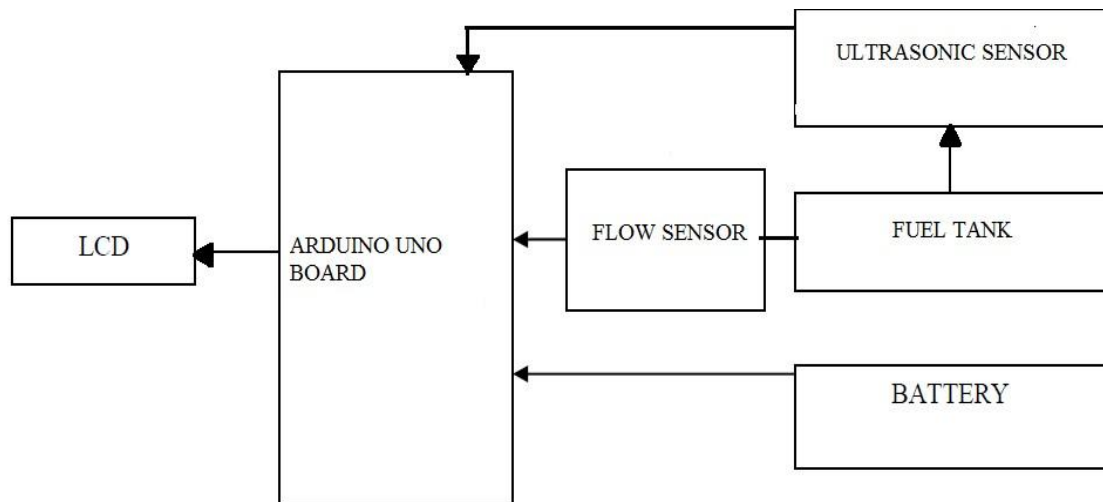 ULTRASONIC SENSOR
LCD
ARDUINO UNO
BOARD
FLOW SENSOR
FUEL TANK
BATTERY